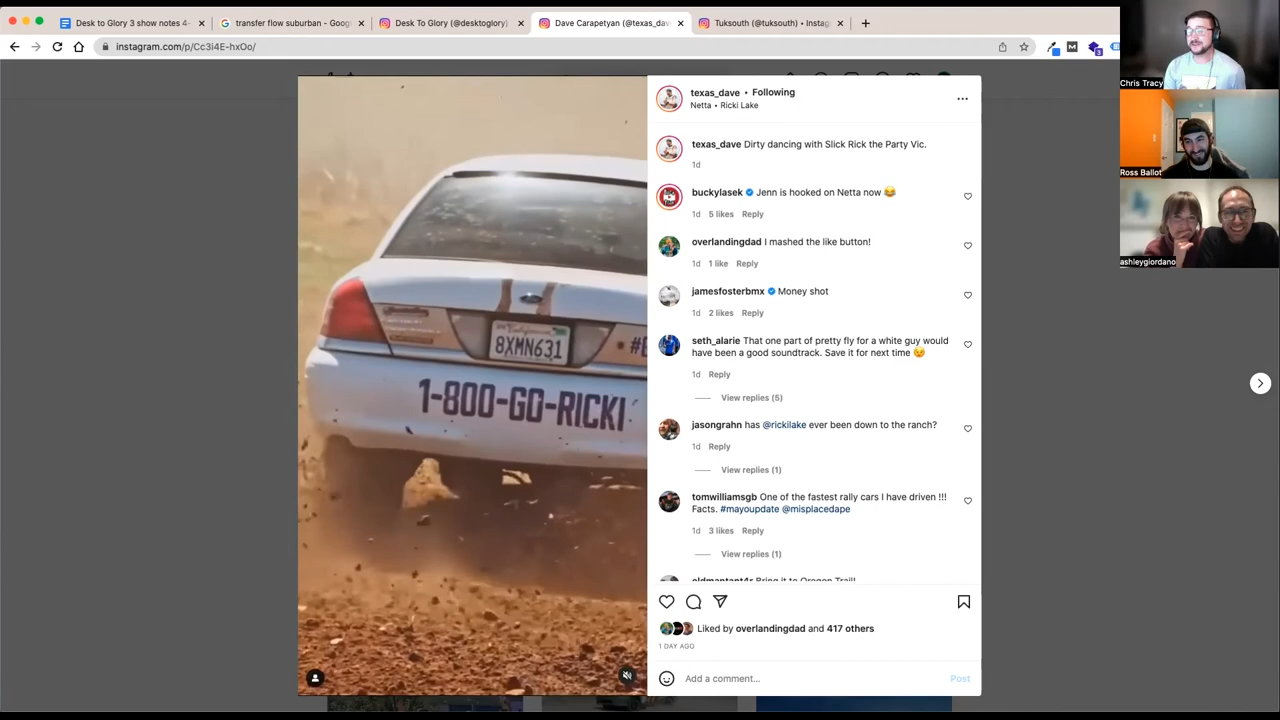 Desk to Glory 3 show notes 4-
transfer flow suburban - Goog
Desk To Glory (@desktoglory)
Dave Carapetyan (@texas_dav
Tuksouth (@tuksouth) • Instag
instagram.com/p/Cc3i4E-hxOo/
texas_dave • Following
Netta • Ricki Lake
texas_dave Dirty dancing with Slick Rick the Party Vic.
1d
buckylasek Jenn is hooked on Netta now 😂
1d 5 likes Reply
overlandingdad I mashed the like button!
1d 1 like Reply
jamesfosterbmx Money shot
1d 2 likes Reply
seth_alarie That one part of pretty fly for a white guy would
have been a good soundtrack. Save it for next time 😉
1d Reply
View replies (5)
jasongrahn has @rickilake ever been down to the ranch?
1d Reply
View replies (1)
tomwilliamsgb One of the fastest rally cars I have driven !!!
Facts. #mayoupdate @misplacedape
1d 3 likes Reply
View replies (1)
oldmantant4r Bring it to Oregon Trail!
Liked by overlandingdad and 417 others
1 DAY AGO
Add a comment...
Post
8XMN631
1-800-GO-RICKI
Chris Tracy
Ross Ballot
ashleygiordano